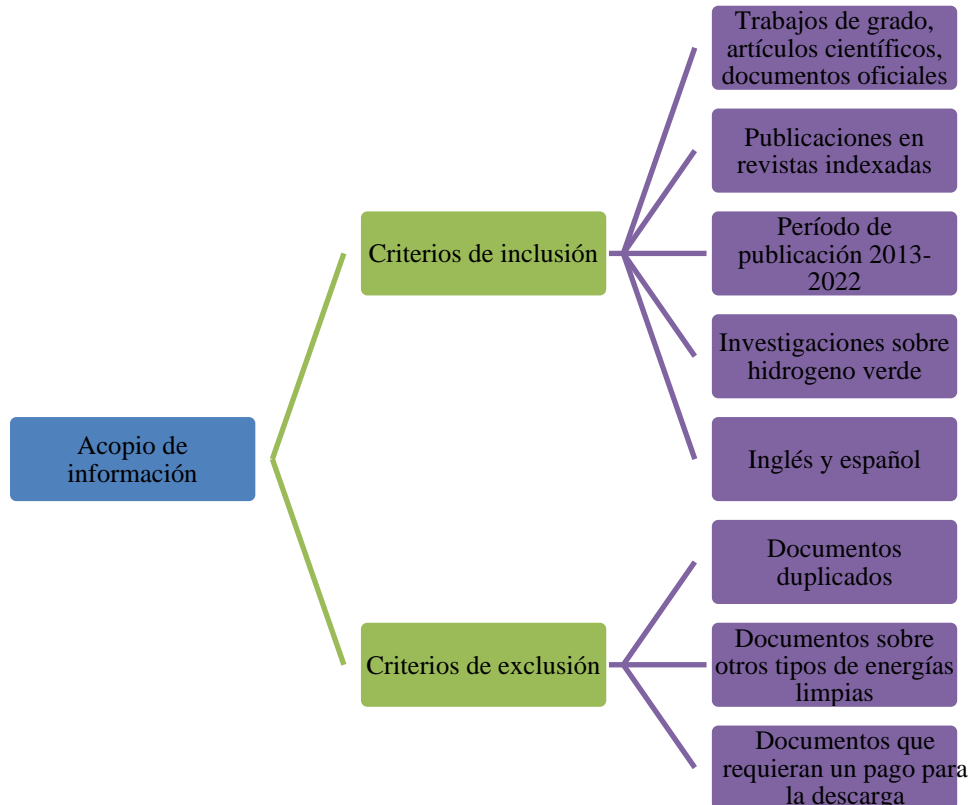 Trabajos de grado,
artículos científicos,
documentos oficiales
Publicaciones en
revistas indexadas
Criterios de inclusión
Período de
publicación 2013-
2022
Investigaciones sobre
hidrogeno verde
Inglés y español
Acopio de
información
Documentos
duplicados
Criterios de exclusión
Documentos sobre
otros tipos de energías
limpias
Documentos que
requieran un pago para
la descarga